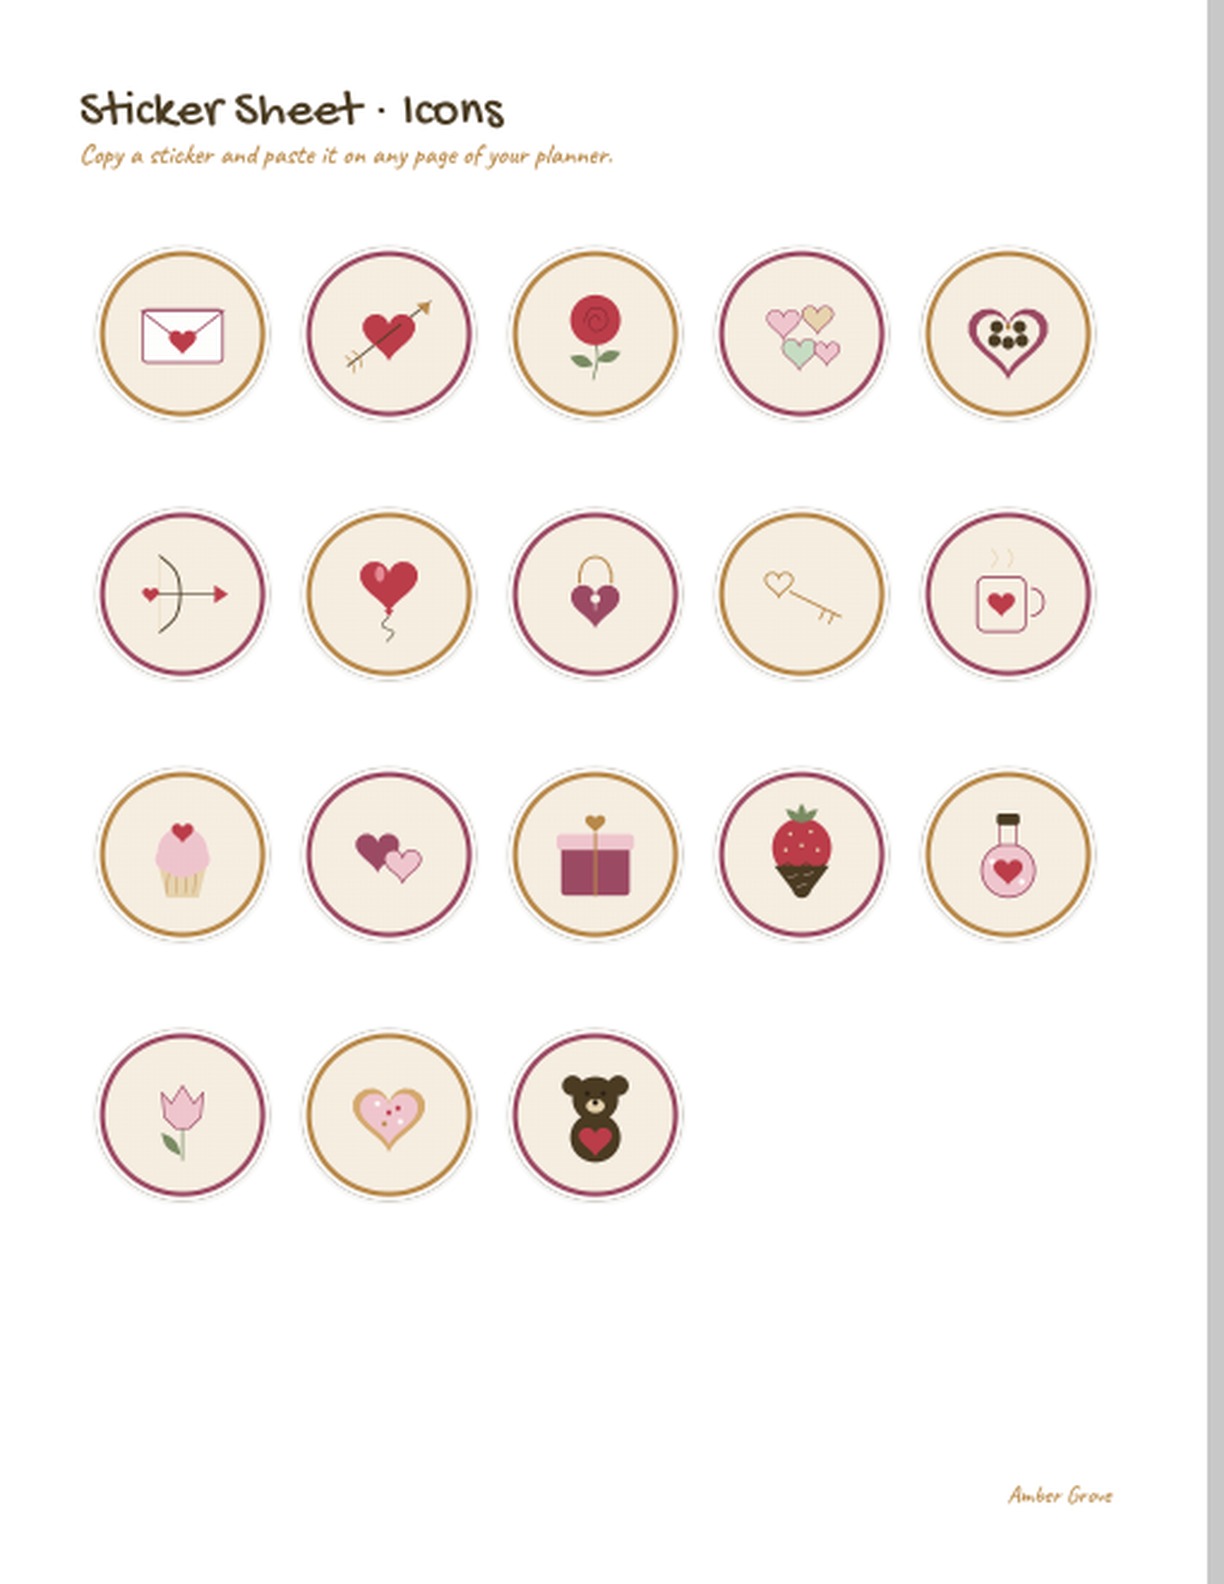 Sticker Sheet · Icons
Copy a sticker and paste it on any page of your planner.
Amber Grove